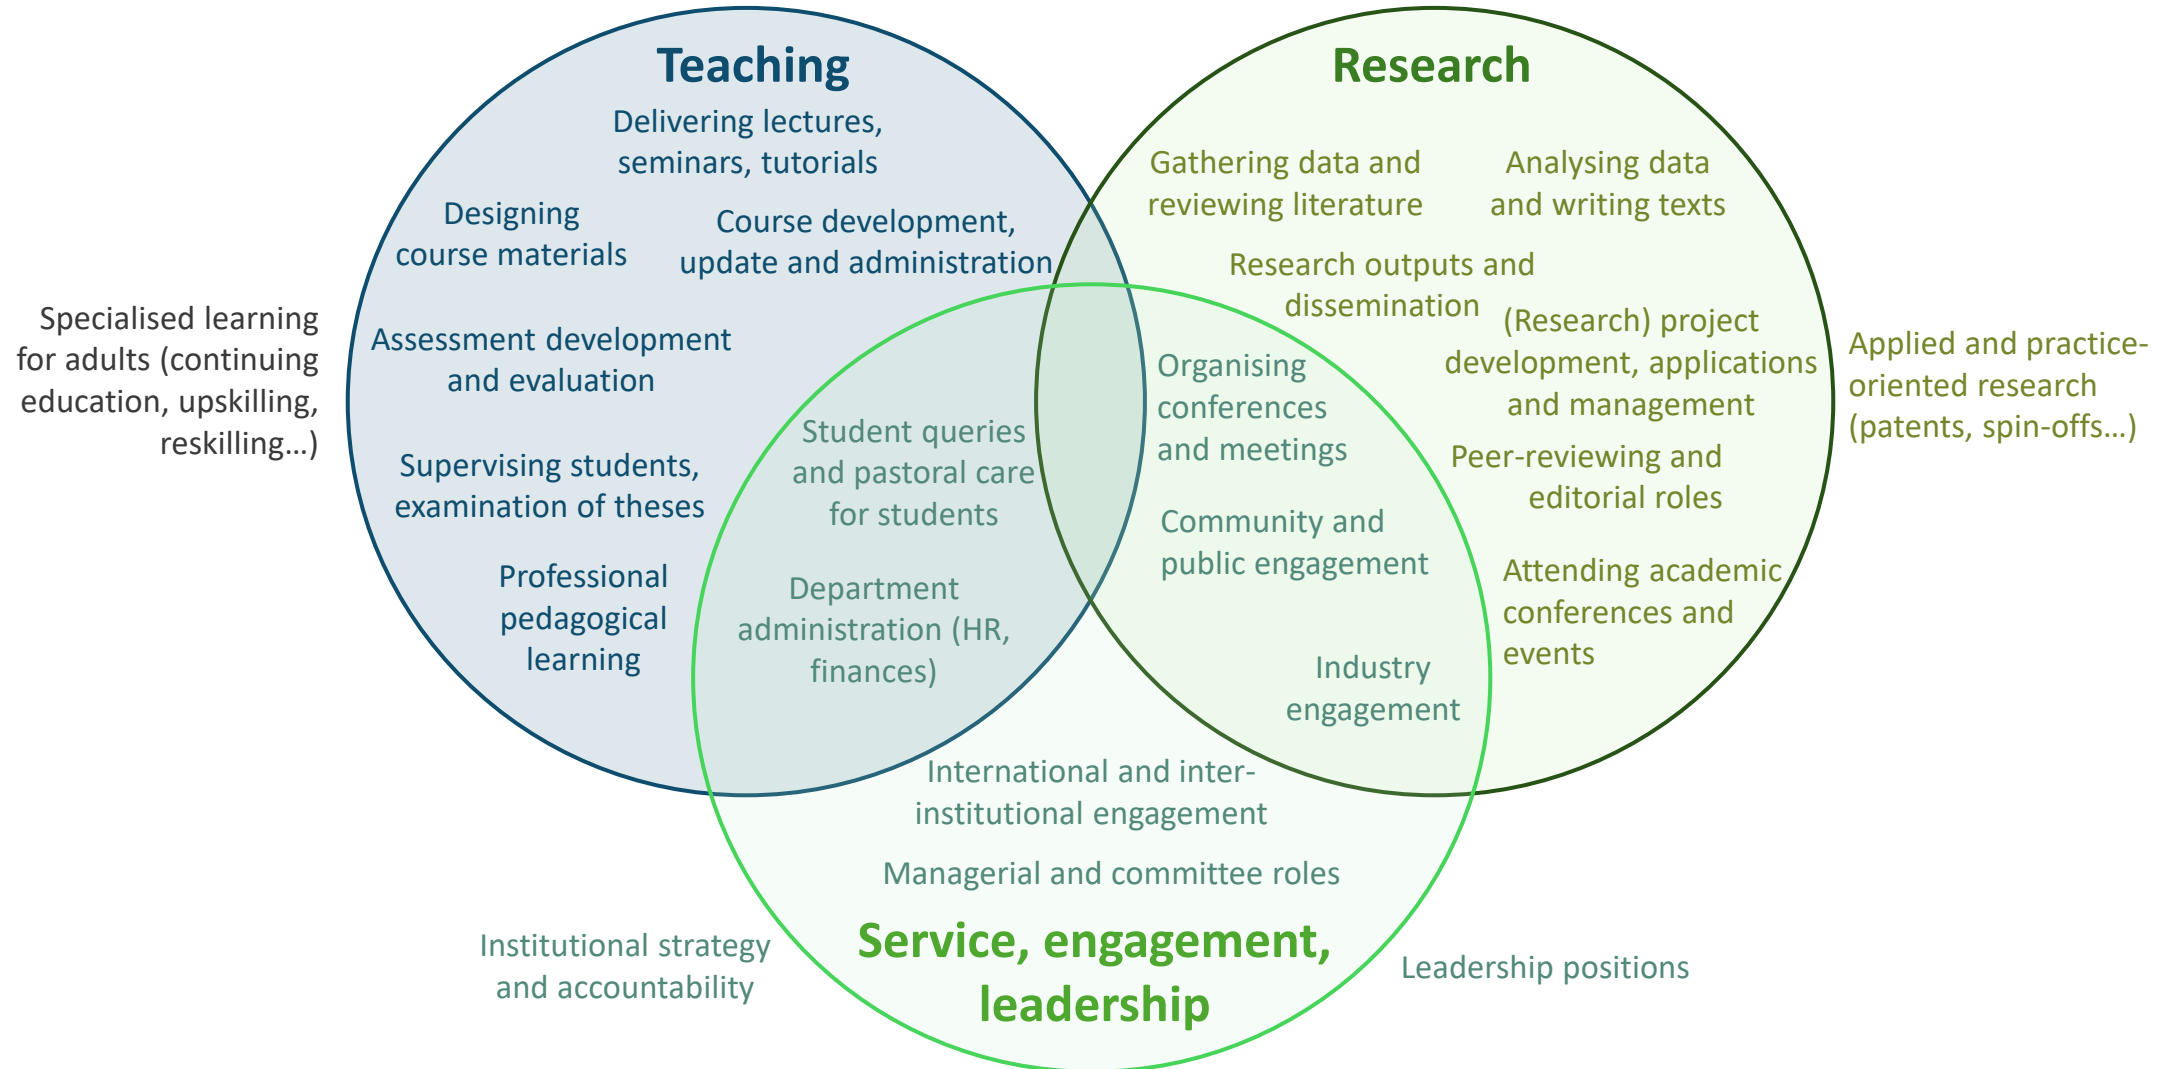 Teaching
Delivering lectures,
seminars, tutorials
Designing
course materials
Course development,
update and administration
Assessment development
and evaluation
Supervising students,
examination of theses
Professional
pedagogical
learning
Specialised learning
for adults (continuing
education, upskilling,
reskilling…)
Student queries
and pastoral care
for students
Department
administration (HR,
finances)
Research
Gathering data and
reviewing literature
Analysing data
and writing texts
Research outputs and
dissemination
(Research) project
development, applications
and management
Peer-reviewing and
editorial roles
Attending academic
conferences and
events
Applied and practice-
oriented research
(patents, spin-offs…)
Organising
conferences
and meetings
Community and
public engagement
Industry
engagement
International and inter-
institutional engagement
Managerial and committee roles
Service, engagement,
leadership
Institutional strategy
and accountability
Leadership positions